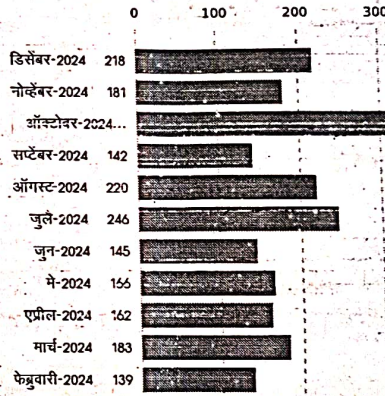 0 100 200 300
डिसेंबर-2024 218
नोव्हेंबर-2024 181
ऑक्टोबर-2024...
सप्टेंबर-2024 142
ऑगस्ट-2024 220
जुलै-2024 246
जुन-2024 145
मे-2024 166
एप्रील-2024 162
मार्च-2024 183
फेब्रुवारी-2024 139